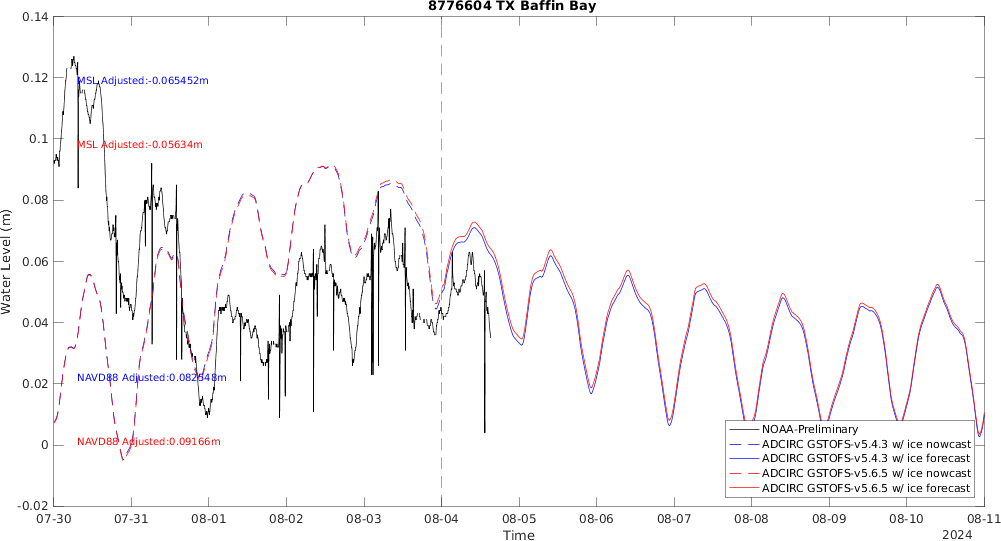 8776604 TX Baffin Bay
Water Level (m)
0.14
0.12
0.1
0.08
0.06
0.04
0.02
0
-0.02
MSL Adjusted:-0.065452m
MSL Adjusted:-0.05634m
NAVD88 Adjusted:0.082548m
NAVD88 Adjusted:0.09166m
NOAA-Preliminary
ADCIRC GSTOFS-v5.4.3 w/ ice nowcast
ADCIRC GSTOFS-v5.4.3 w/ ice forecast
ADCIRC GSTOFS-v5.6.5 w/ ice nowcast
ADCIRC GSTOFS-v5.6.5 w/ ice forecast
07-30 07-31 08-01 08-02 08-03 08-04 08-05 08-06 08-07 08-08 08-09 08-10 08-11
Time
2024